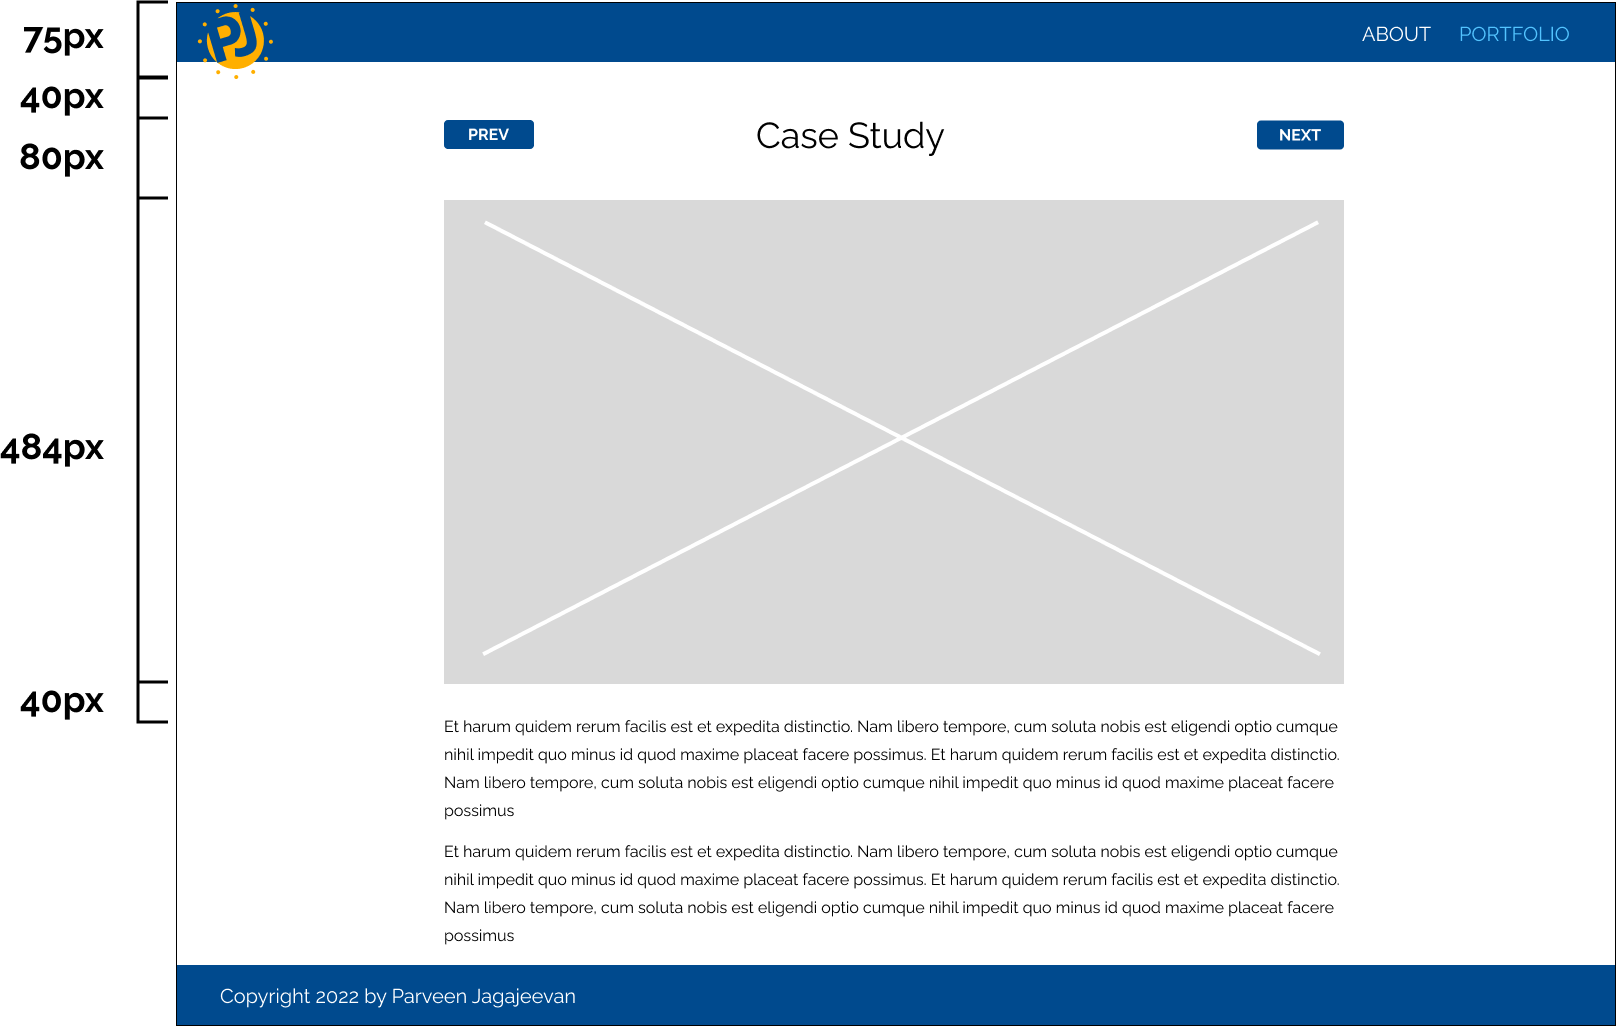 75px
40px
80px
484px
40px
PJ
ABOUT PORTFOLIO
PREV Case Study NEXT
Et harum quidem rerum facilis est et expedita distinctio. Nam libero tempore, cum soluta nobis est eligendi optio cumque
nihil impedit quo minus id quod maxime placeat facere possimus. Et harum quidem rerum facilis est et expedita distinctio.
Nam libero tempore, cum soluta nobis est eligendi optio cumque nihil impedit quo minus id quod maxime placeat facere
possimus
Et harum quidem rerum facilis est et expedita distinctio. Nam libero tempore, cum soluta nobis est eligendi optio cumque
nihil impedit quo minus id quod maxime placeat facere possimus. Et harum quidem rerum facilis est et expedita distinctio.
Nam libero tempore, cum soluta nobis est eligendi optio cumque nihil impedit quo minus id quod maxime placeat facere
possimus
Copyright 2022 by Parveen Jagajeevan